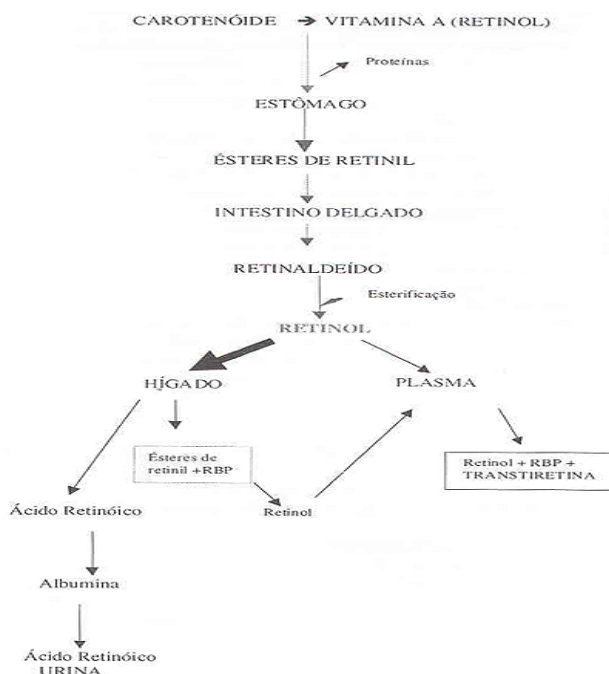 CAROTENÓIDE → VITAMINA A (RETINOL)
Proteínas
ESTÔMAGO
ÉSTERES DE RETINIL
INTESTINO DELGADO
RETINALDEÍDO
Esterificação
RETINOL
HÍGADO
PLASMA
Ésteres de
retinil +RBP
Retinol + RBP +
TRANSTIRETINA
Ácido Retinóico
Retinol
Albumina
Ácido Retinóico
URINA